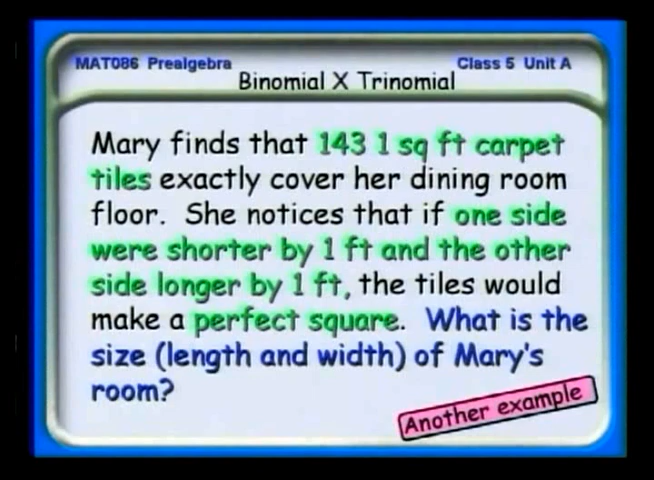 MAT086 Prealgebra
Class 5 Unit A
Binomial X Trinomial
Mary finds that 143 1 sq ft carpet
tiles exactly cover her dining room
floor. She notices that if one side
were shorter by 1 ft and the other
side longer by 1 ft, the tiles would
make a perfect square. What is the
size (length and width) of Mary's
room?
Another example